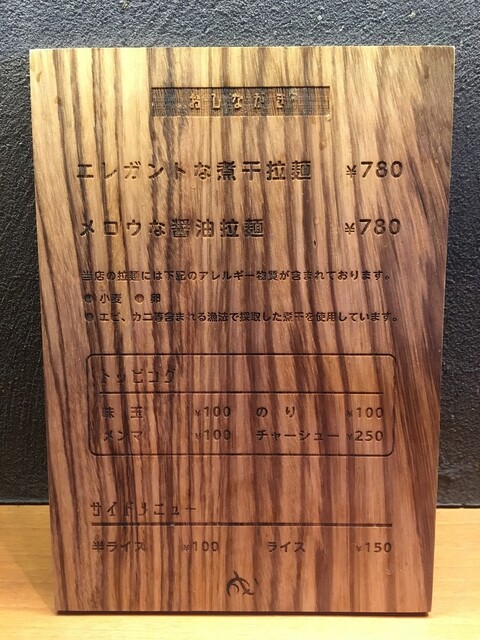 おしながき
エレガントな煮干拉麺 ¥780
メロウな醤油拉麺 ¥780
当店の拉麺には下記のアレルギー物質が含まれております。
● 小麦 ● 卵
● エビ、カニ等含まれる漁法で採取した煮干を使用しています。
トッピング
味玉 ¥100 のり ¥100
メンマ ¥100 チャーシュー ¥250
サイドメニュー
半ライス ¥100 ライス ¥150